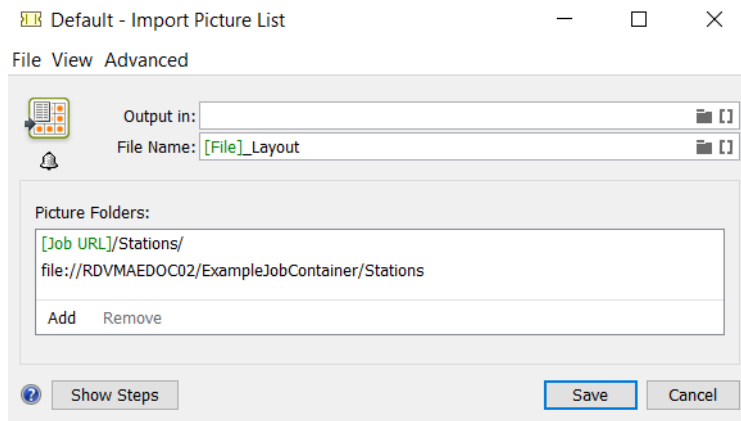 Default - Import Picture List
File View Advanced
Output in:
File Name: [File]_Layout
Picture Folders:
[Job URL]/Stations/
file://RDVMAEDOC02/ExampleJobContainer/Stations
Add Remove
Show Steps Save Cancel